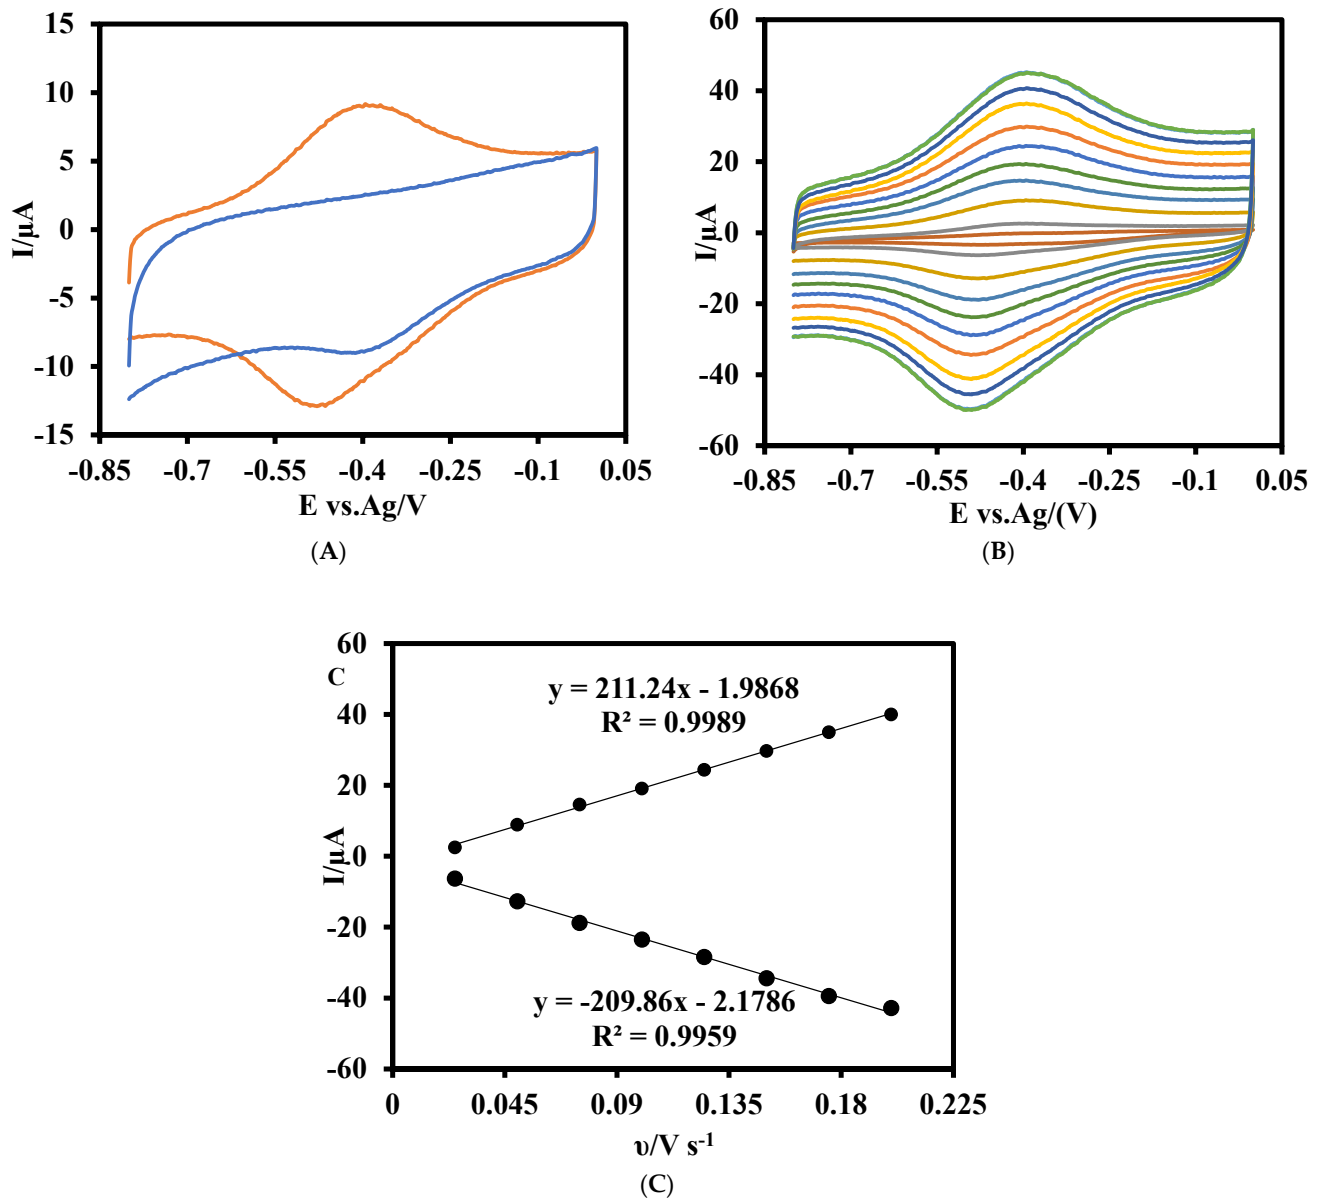 15
10
5
0
-5
-10
-15
I/µA
-0.85 -0.7 -0.55 -0.4 -0.25 -0.1 0.05
E vs.Ag/V
(A)
60
40
20
0
-20
-40
-60
I/µA
-0.85 -0.7 -0.55 -0.4 -0.25 -0.1 0.05
E vs.Ag/(V)
(B)
C
60
40
20
0
-20
-40
-60
I/µA
y = 211.24x - 1.9868
R² = 0.9989
y = -209.86x - 2.1786
R² = 0.9959
0 0.045 0.09 0.135 0.18 0.225
υ/V s⁻¹
(C)